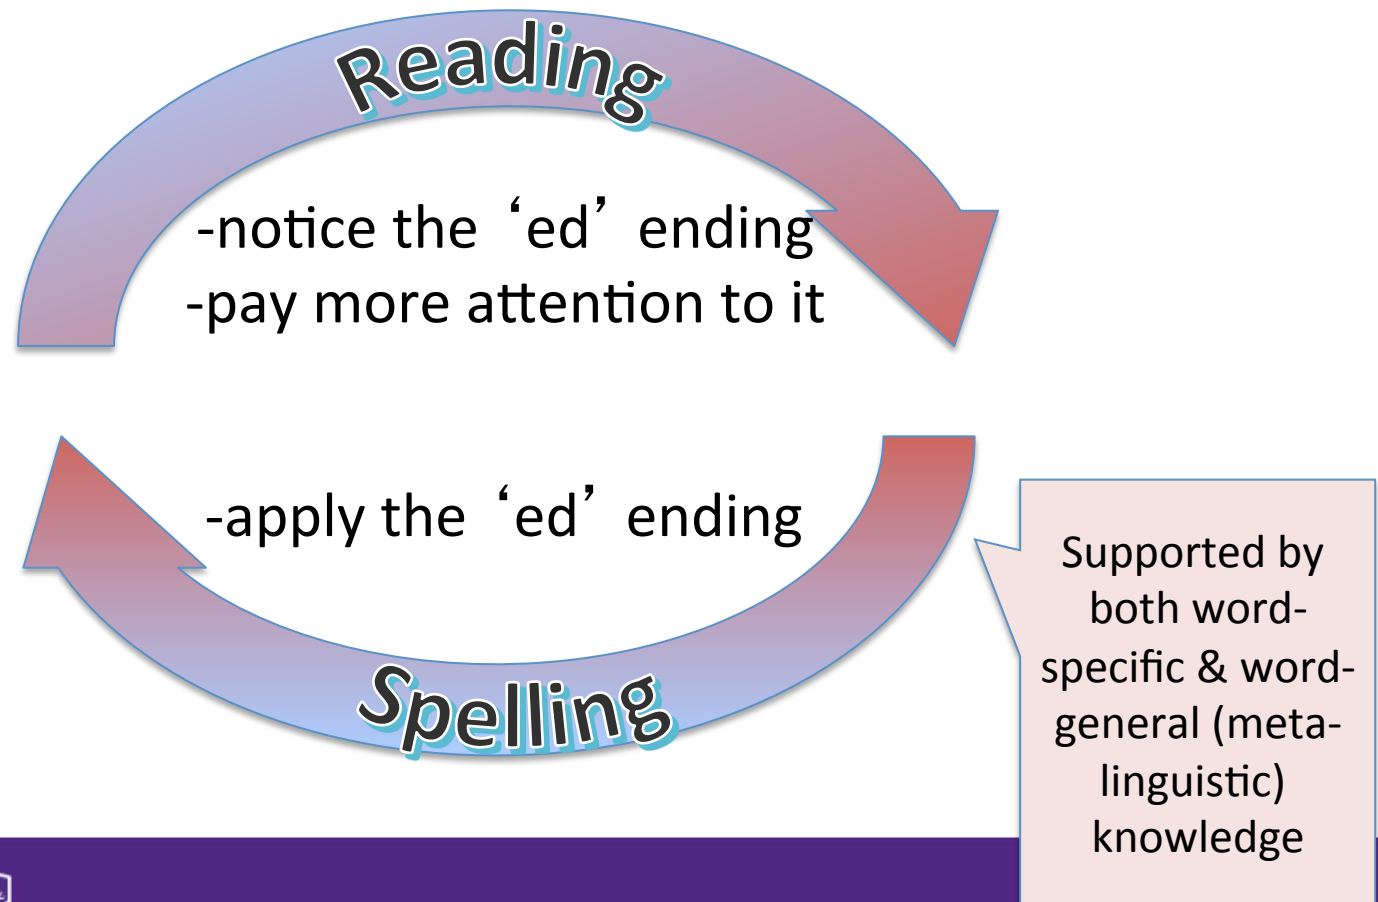 Reading
-notice the ‘ed’ ending
-pay more attention to it
-apply the ‘ed’ ending
Spelling
Supported by
both word-
specific & word-
general (meta-
linguistic)
knowledge